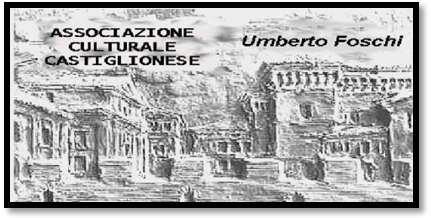 ASSOCIAZIONE
CULTURALE
CASTIGLIONESE
Umberto Foschi